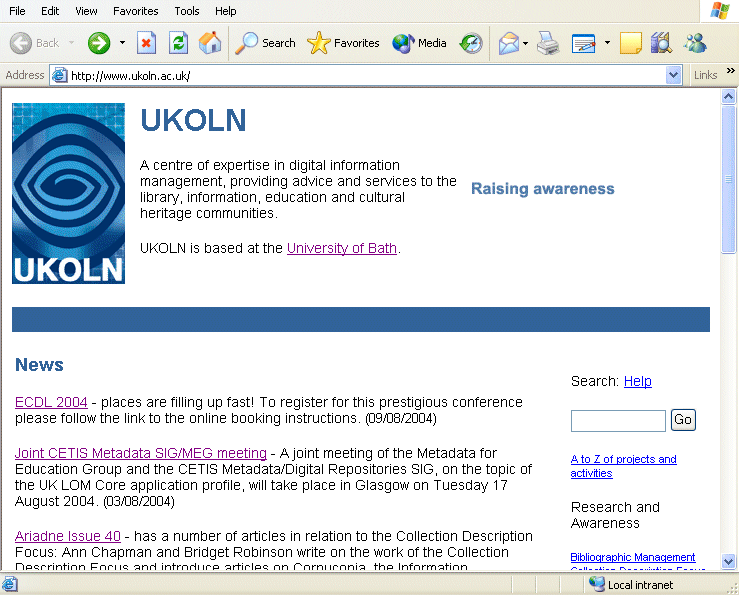 File Edit View Favorites Tools Help
Back Search Favorites Media
Address http://www.ukoln.ac.uk/ Links »
UKOLN
UKOLN
A centre of expertise in digital information
management, providing advice and services to the
library, information, education and cultural
heritage communities.
Raising awareness
UKOLN is based at the University of Bath.
News
ECDL 2004 - places are filling up fast! To register for this prestigious conference
please follow the link to the online booking instructions. (09/08/2004)
Joint CETIS Metadata SIG/MEG meeting - A joint meeting of the Metadata for
Education Group and the CETIS Metadata/Digital Repositories SIG, on the topic of
the UK LOM Core application profile, will take place in Glasgow on Tuesday 17
August 2004. (03/08/2004)
Ariadne Issue 40 - has a number of articles in relation to the Collection Description
Focus: Ann Chapman and Bridget Robinson write on the work of the Collection
Description Focus and introduce articles on Cornucopia, the Information
Search: Help
Go
A to Z of projects and
activities
Research and
Awareness
Bibliographic Management
Collection Description Focus
Local intranet